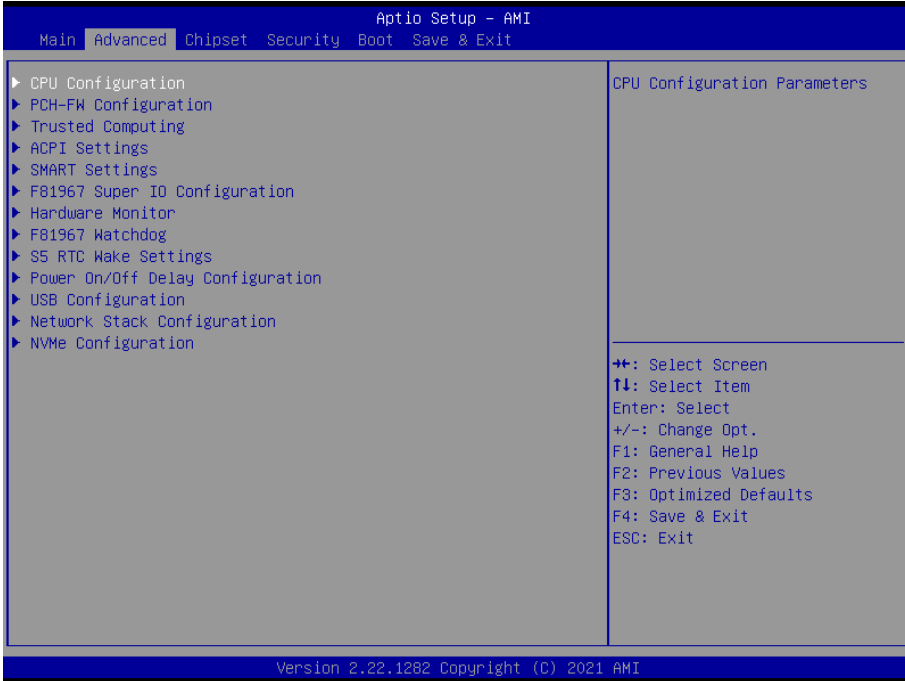 Aptio Setup – AMI
Main Advanced Chipset Security Boot Save & Exit
▶ CPU Configuration
▶ PCH-FW Configuration
▶ Trusted Computing
▶ ACPI Settings
▶ SMART Settings
▶ F81967 Super IO Configuration
▶ Hardware Monitor
▶ F81967 Watchdog
▶ S5 RTC Wake Settings
▶ Power On/Off Delay Configuration
▶ USB Configuration
▶ Network Stack Configuration
▶ NVMe Configuration
CPU Configuration Parameters
→←: Select Screen
↑↓: Select Item
Enter: Select
+/-: Change Opt.
F1: General Help
F2: Previous Values
F3: Optimized Defaults
F4: Save & Exit
ESC: Exit
Version 2.22.1282 Copyright (C) 2021 AMI